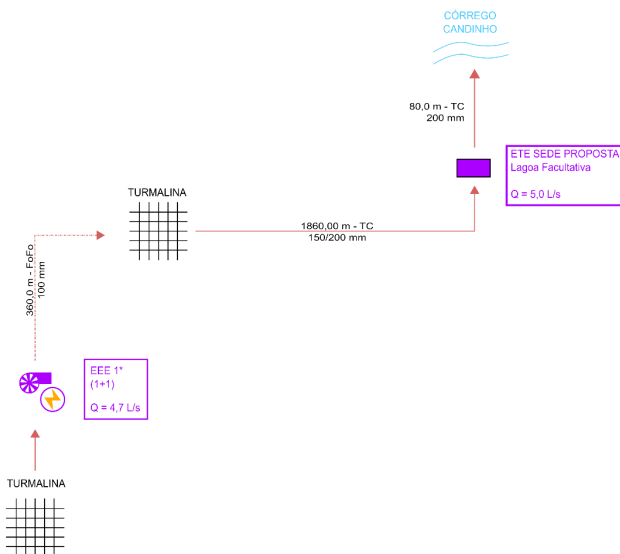 CÓRREGO
CANDINHO
80,0 m - TC
200 mm
ETE SEDE PROPOSTA
Lagoa Facultativa
Q = 5,0 L/s
TURMALINA
1860,00 m - TC
150/200 mm
360,0 m - FoFo
100 mm
EEE 1*
(1+1)
Q = 4,7 L/s
TURMALINA